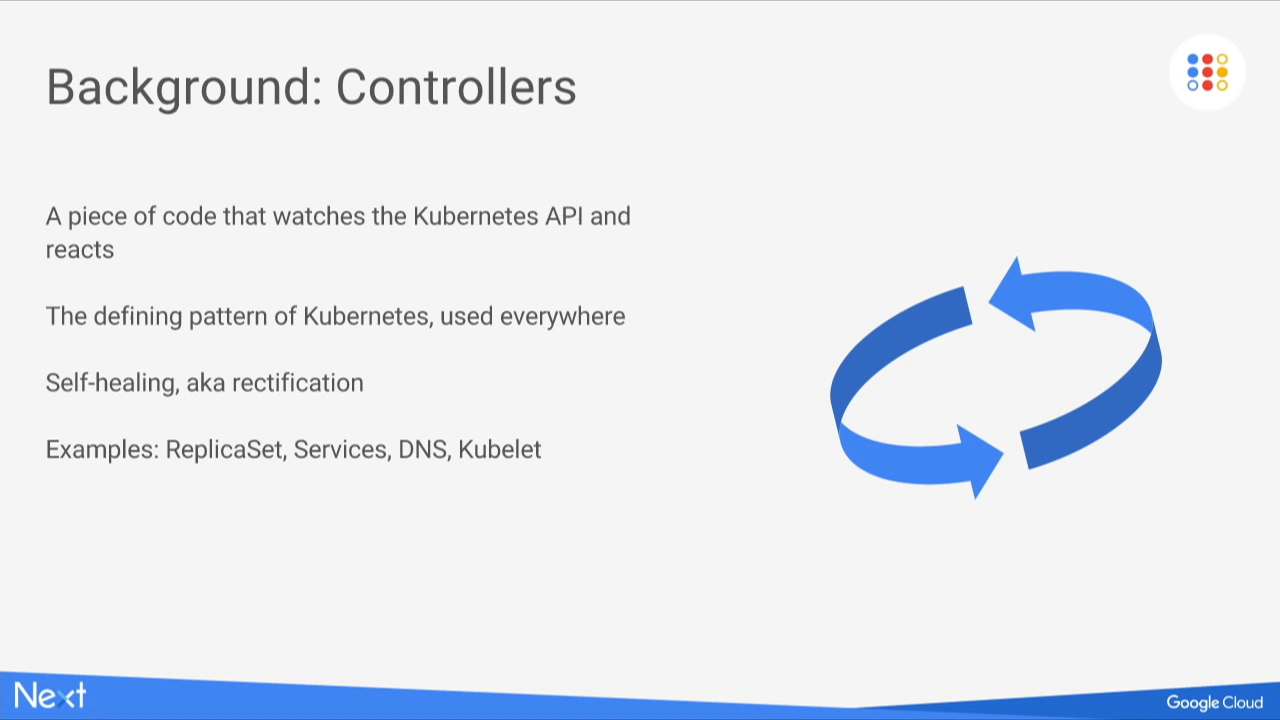 Background: Controllers
A piece of code that watches the Kubernetes API and
reacts
The defining pattern of Kubernetes, used everywhere
Self-healing, aka rectification
Examples: ReplicaSet, Services, DNS, Kubelet
Next
Google Cloud